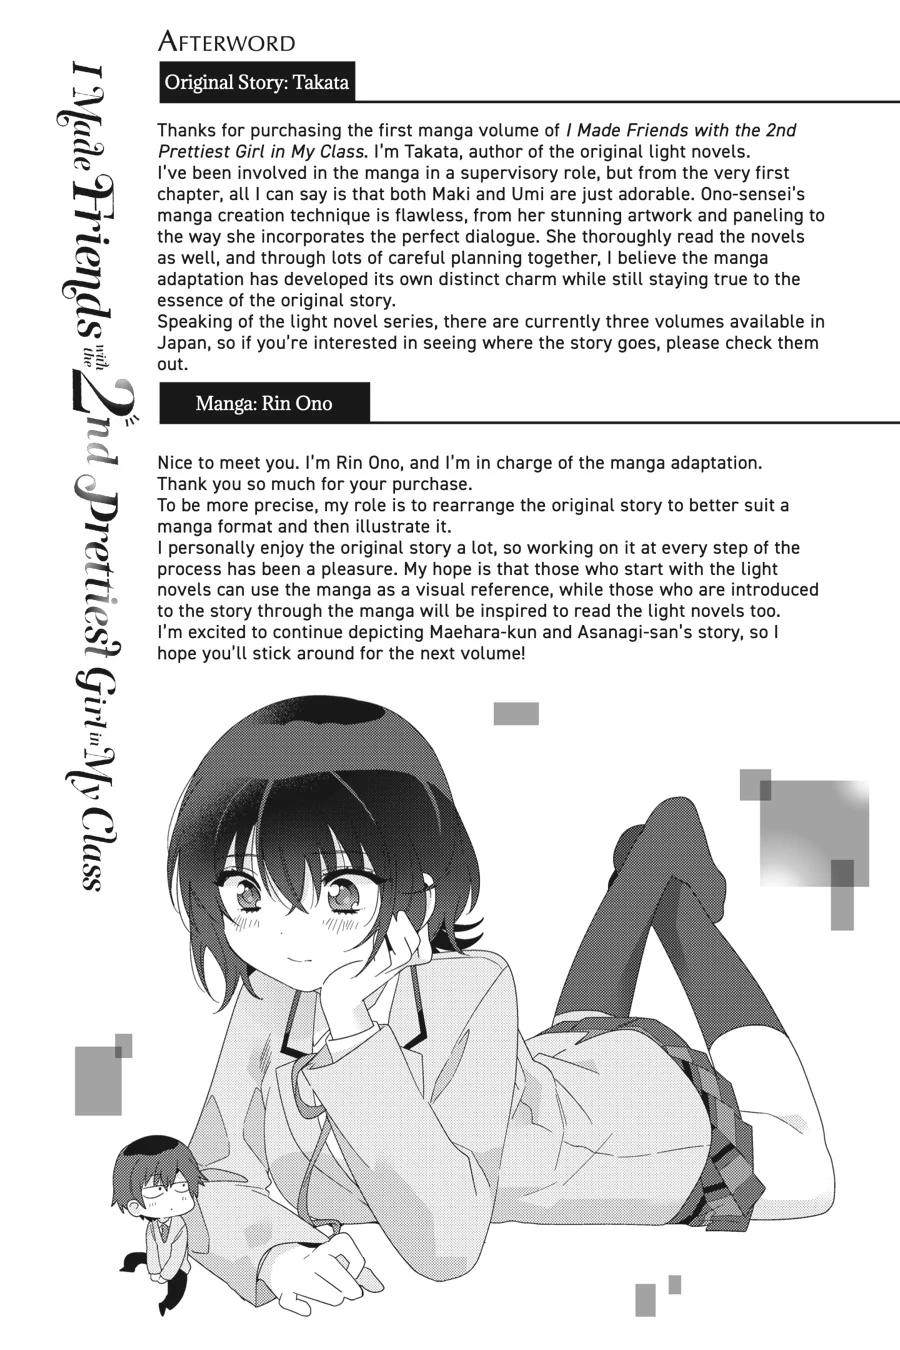 AFTERWORD
Original Story: Takata
Thanks for purchasing the first manga volume of I Made Friends with the 2nd
Prettiest Girl in My Class. I'm Takata, author of the original light novels.
I've been involved in the manga in a supervisory role, but from the very first
chapter, all I can say is that both Maki and Umi are just adorable. Ono-sensei's
manga creation technique is flawless, from her stunning artwork and paneling to
the way she incorporates the perfect dialogue. She thoroughly read the novels
as well, and through lots of careful planning together, I believe the manga
adaptation has developed its own distinct charm while still staying true to the
essence of the original story.
Speaking of the light novel series, there are currently three volumes available in
Japan, so if you're interested in seeing where the story goes, please check them
out.
Manga: Rin Ono
Nice to meet you. I'm Rin Ono, and I'm in charge of the manga adaptation.
Thank you so much for your purchase.
To be more precise, my role is to rearrange the original story to better suit a
manga format and then illustrate it.
I personally enjoy the original story a lot, so working on it at every step of the
process has been a pleasure. My hope is that those who start with the light
novels can use the manga as a visual reference, while those who are introduced
to the story through the manga will be inspired to read the light novels too.
I'm excited to continue depicting Maehara-kun and Asanagi-san's story, so I
hope you'll stick around for the next volume!
I Made Friends with the 2nd Prettiest Girl in My Class